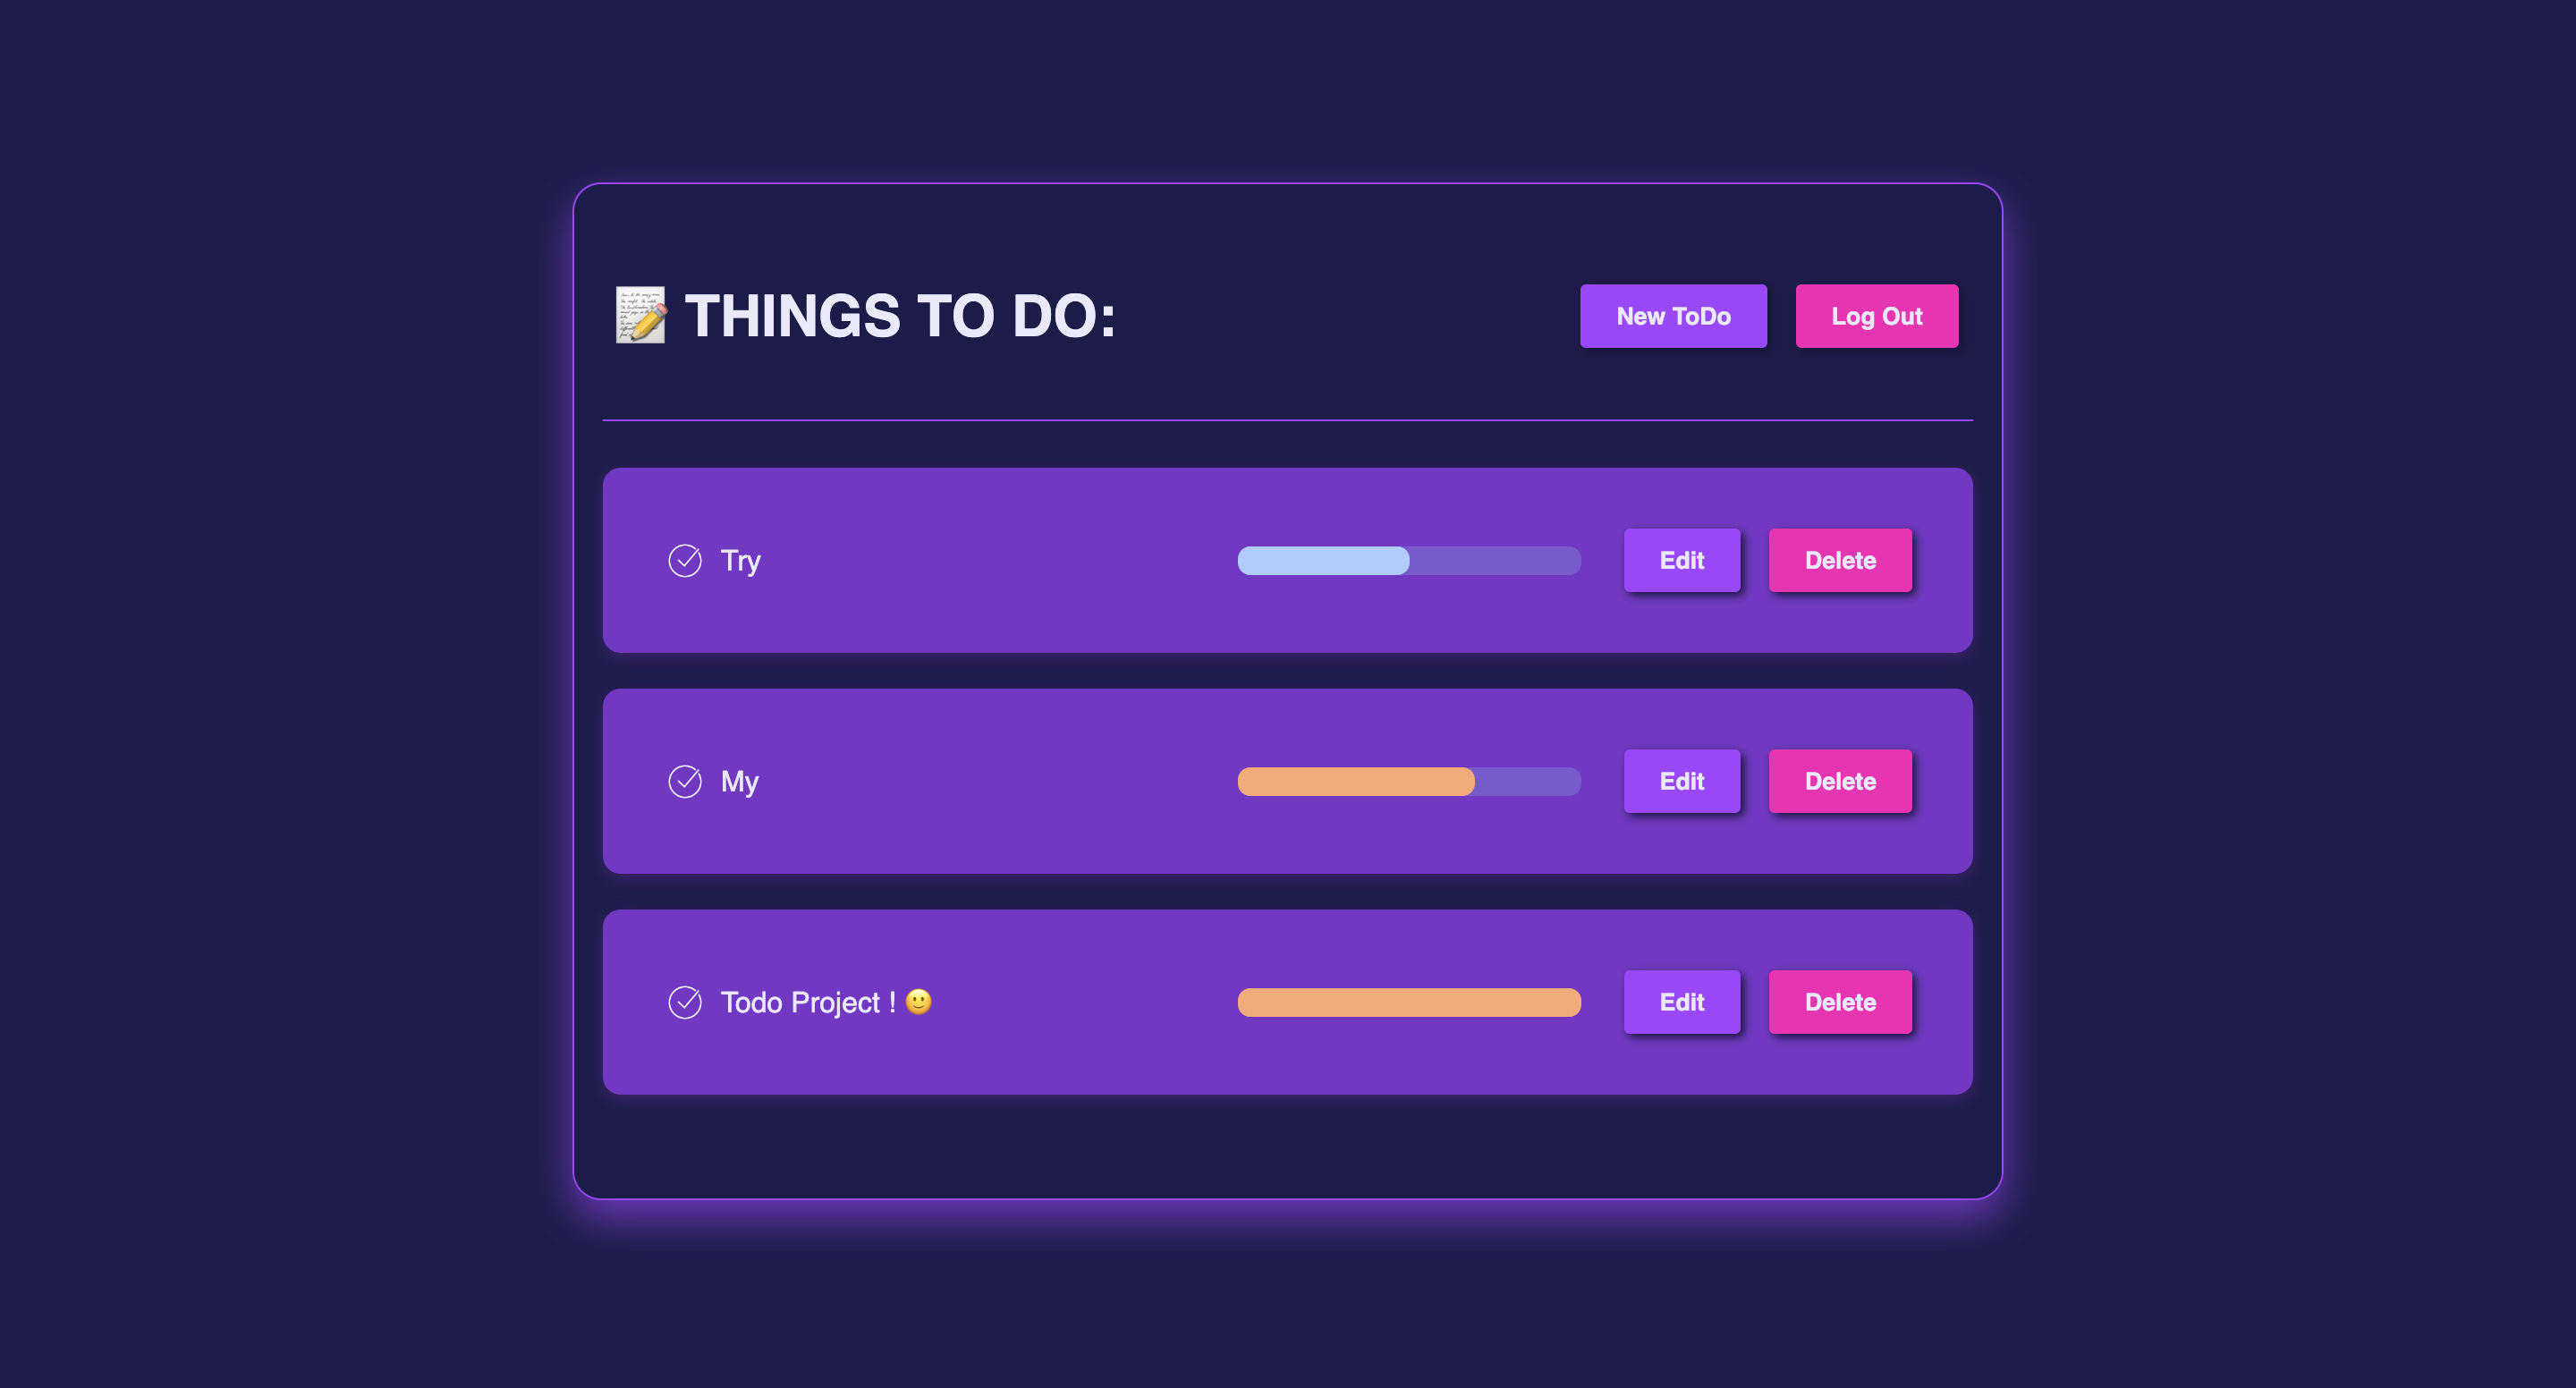 📝 THINGS TO DO:
New ToDo
Log Out
Try
Edit
Delete
My
Edit
Delete
Todo Project ! 🙂
Edit
Delete